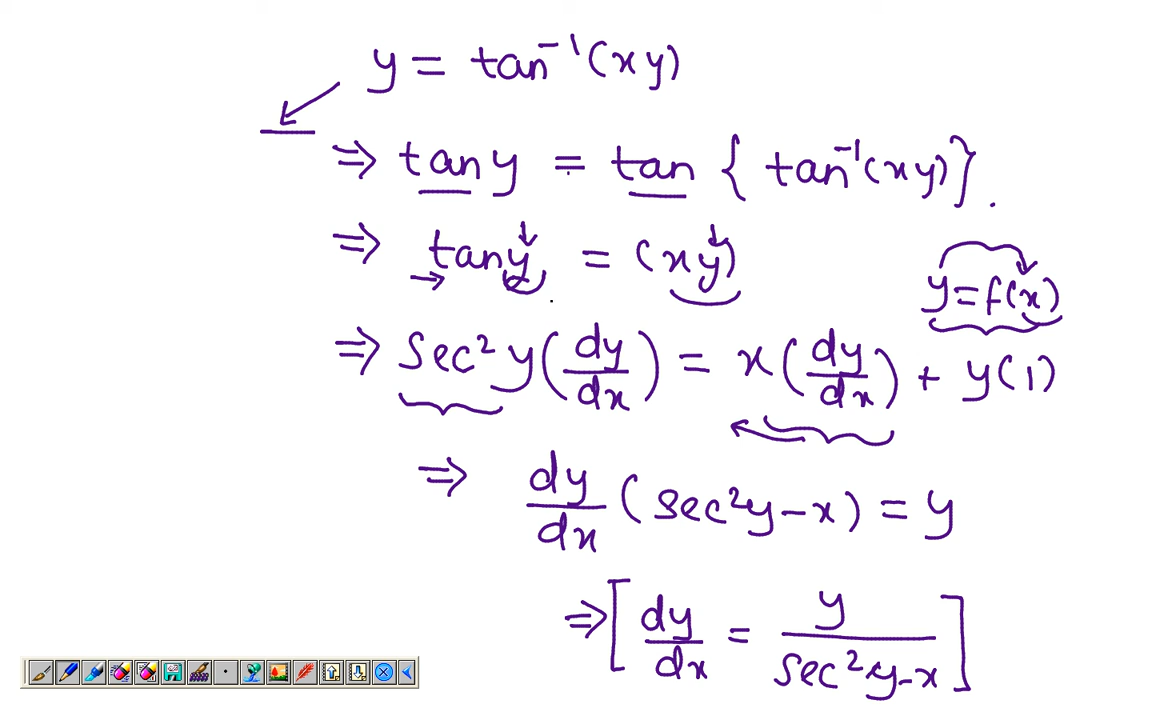 y = tan⁻¹(xy)
⇒ tan y = tan { tan⁻¹(xy)}.
⇒ tan y = (xy)
y = f(x)
⇒ sec² y (dy/dx) = x (dy/dx) + y(1)
⇒ dy/dx (sec²y - x) = y
⇒ [ dy/dx = y/(sec²y - x) ]